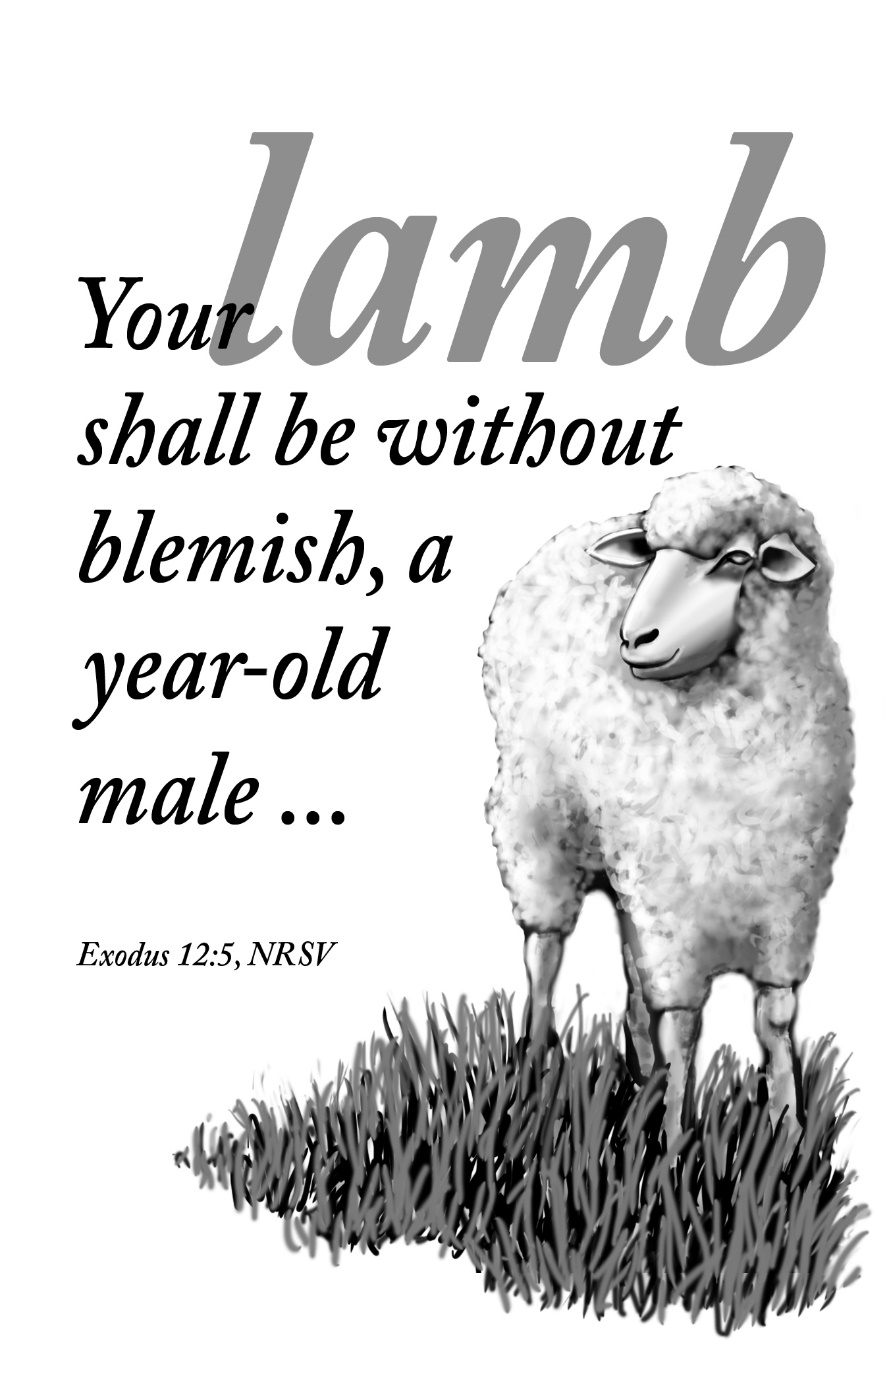 Your lamb
shall be without
blemish, a
year-old
male ...
Exodus 12:5, NRSV